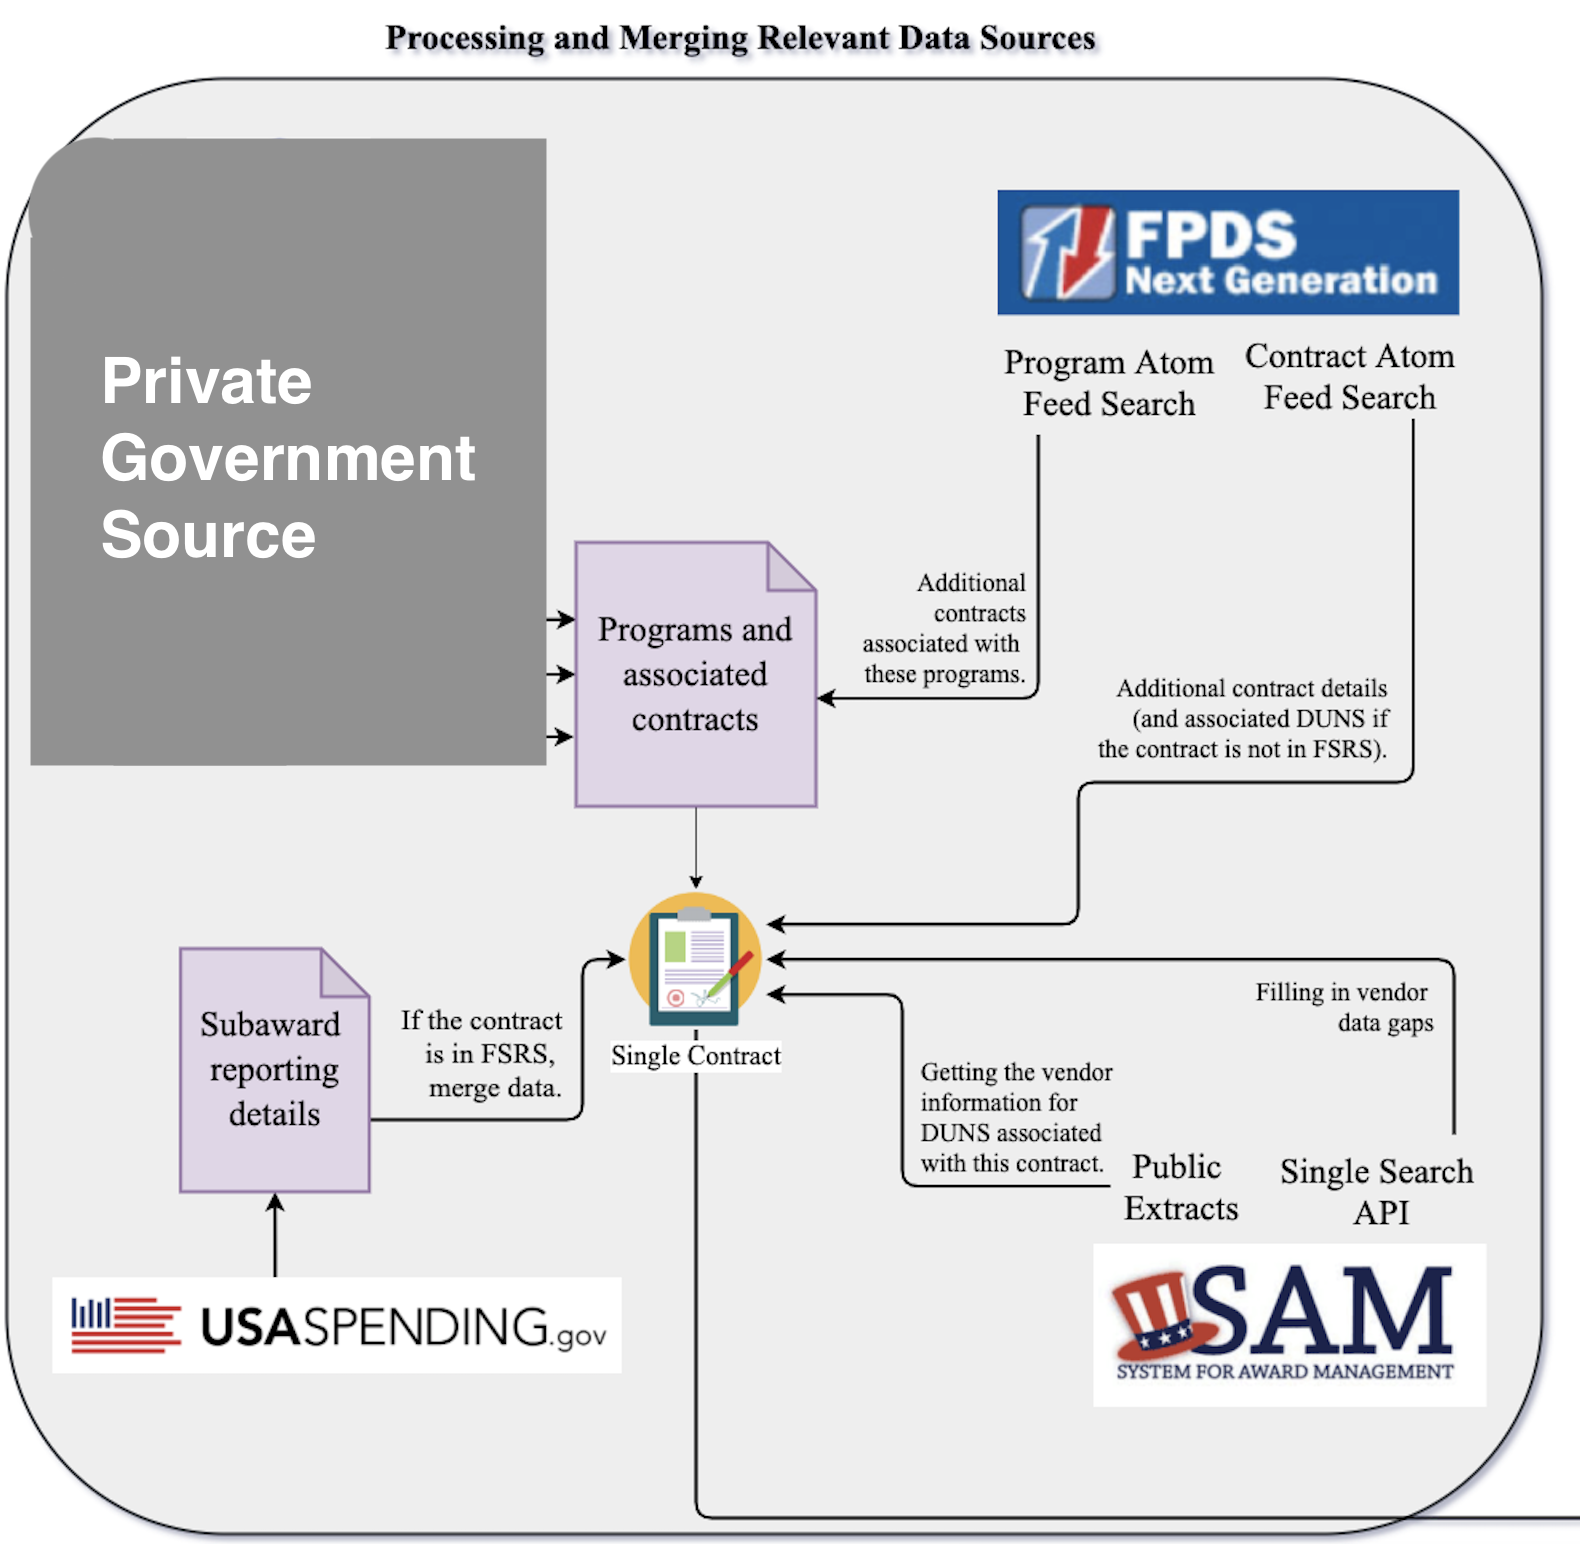 Processing and Merging Relevant Data Sources
Private
Government
Source
FPDS
Next Generation
Program Atom
Feed Search
Contract Atom
Feed Search
Programs and
associated
contracts
Additional
contracts
associated with
these programs.
Additional contract details
(and associated DUNS if
the contract is not in FSRS).
Subaward
reporting
details
If the contract
is in FSRS,
merge data.
Single Contract
Filling in vendor
data gaps
Getting the vendor
information for
DUNS associated
with this contract.
Public
Extracts
Single Search
API
USASPENDING.gov
SAM
SYSTEM FOR AWARD MANAGEMENT